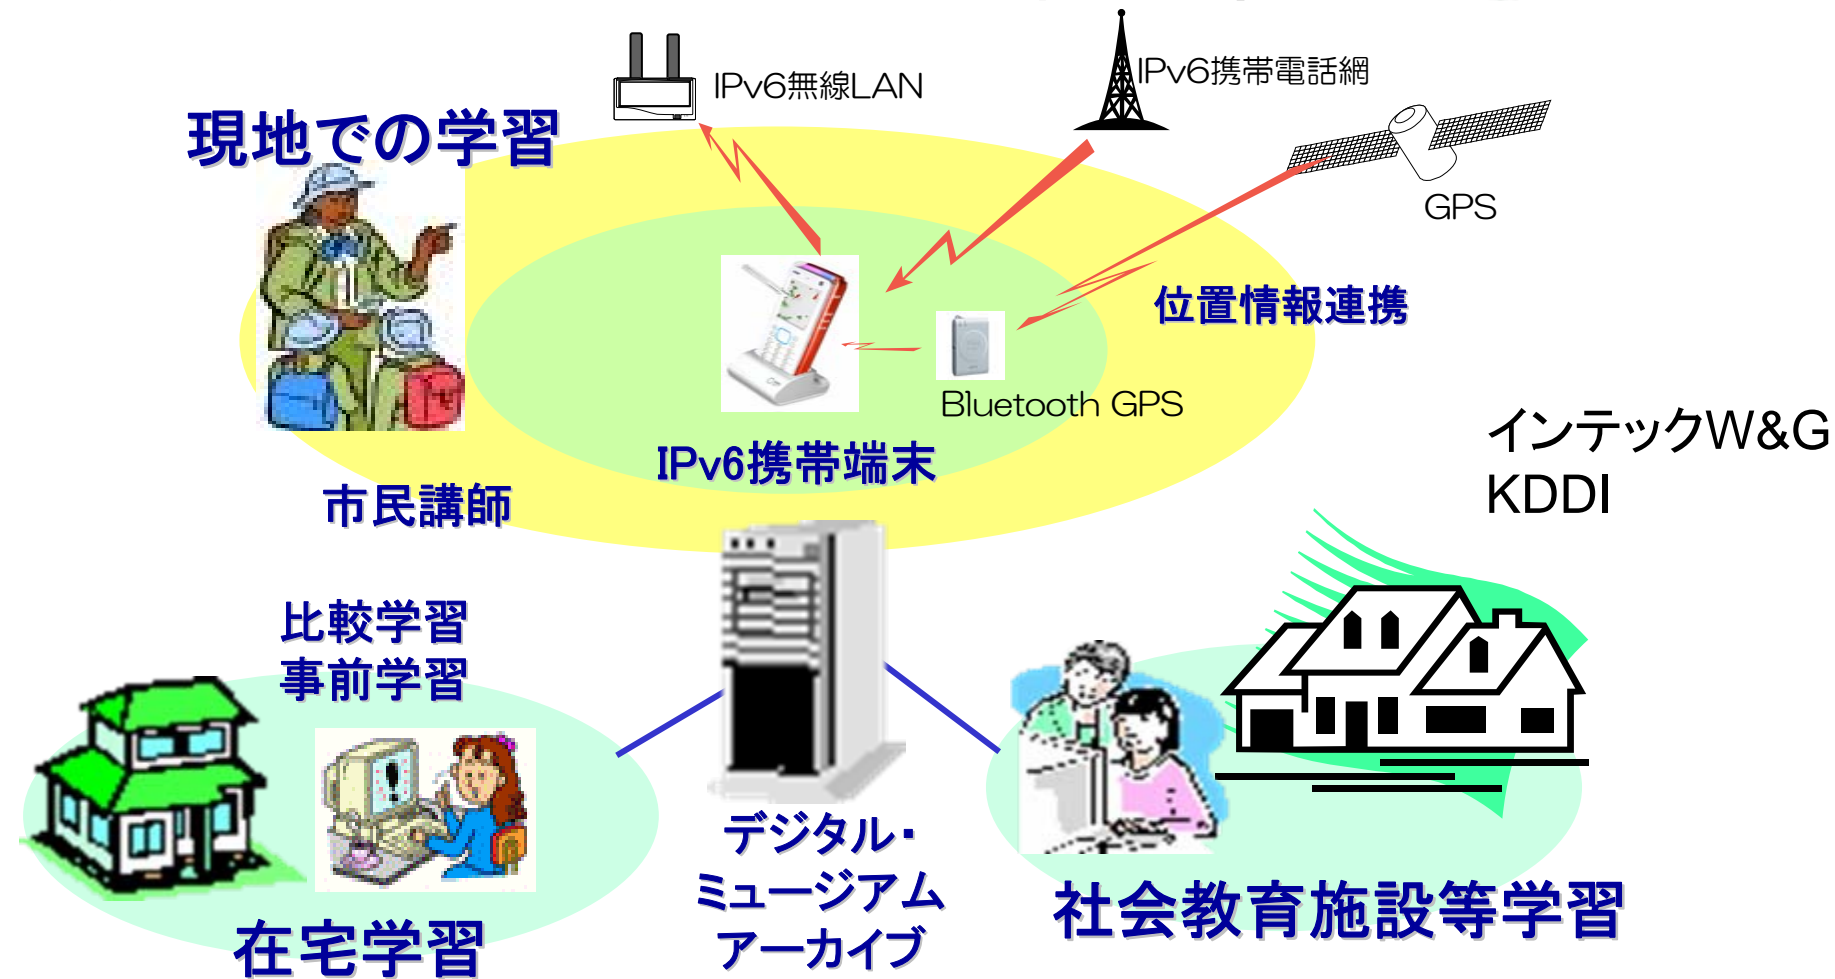 IPv6無線LAN
IPv6携帯電話網
現地での学習
GPS
位置情報連携
Bluetooth GPS
IPv6携帯端末
インテックW&G
KDDI
市民講師
比較学習
事前学習
デジタル・
ミュージアム
アーカイブ
在宅学習
社会教育施設等学習